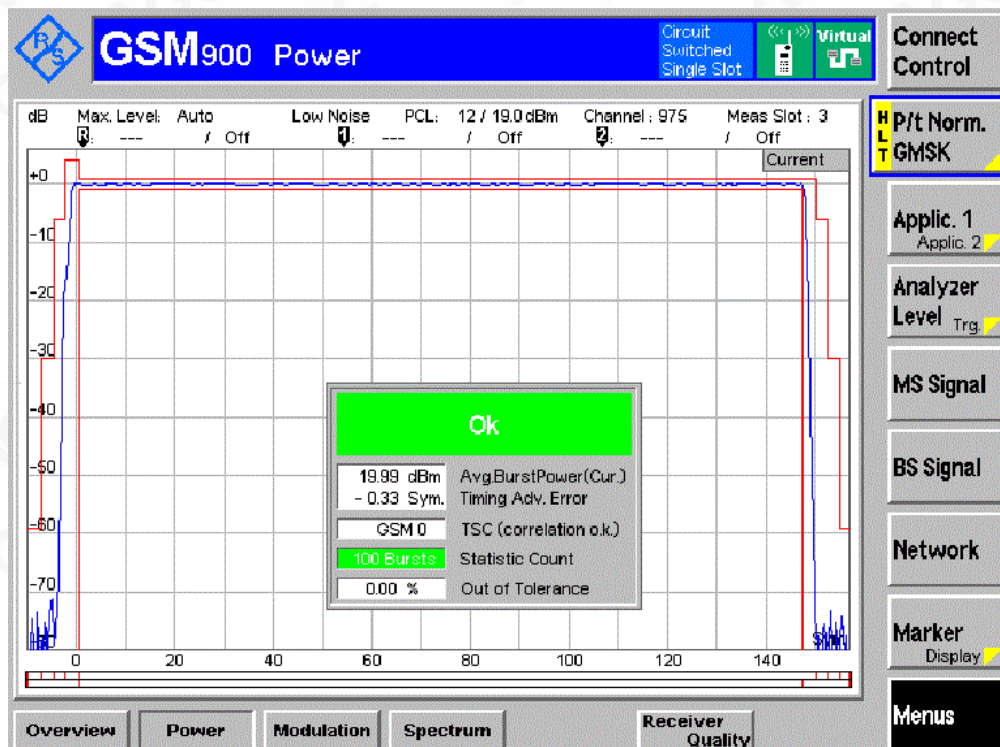 R/S
GSM900 Power
Circuit Switched Single Slot
Virtual
Connect Control
dB Max. Level: Auto Low Noise PCL: 12 / 19.0 dBm Channel : 975 Meas Slot : 3
R: --- / Off 1: --- / Off 2: --- / Off
Current
HLT P/t Norm. GMSK
Applic. 1
Applic. 2
Analyzer Level Trg.
MS Signal
BS Signal
Network
Marker
Display
Menus
+0
-10
-20
-30
-40
-50
-60
-70
Ok
19.99 dBm Avg.BurstPower(Cur.)
- 0.33 Sym. Timing Adv. Error
GSM 0 TSC (correlation o.k.)
100 Bursts Statistic Count
0.00 % Out of Tolerance
0 20 40 60 80 100 120 140
Overview Power Modulation Spectrum Receiver Quality